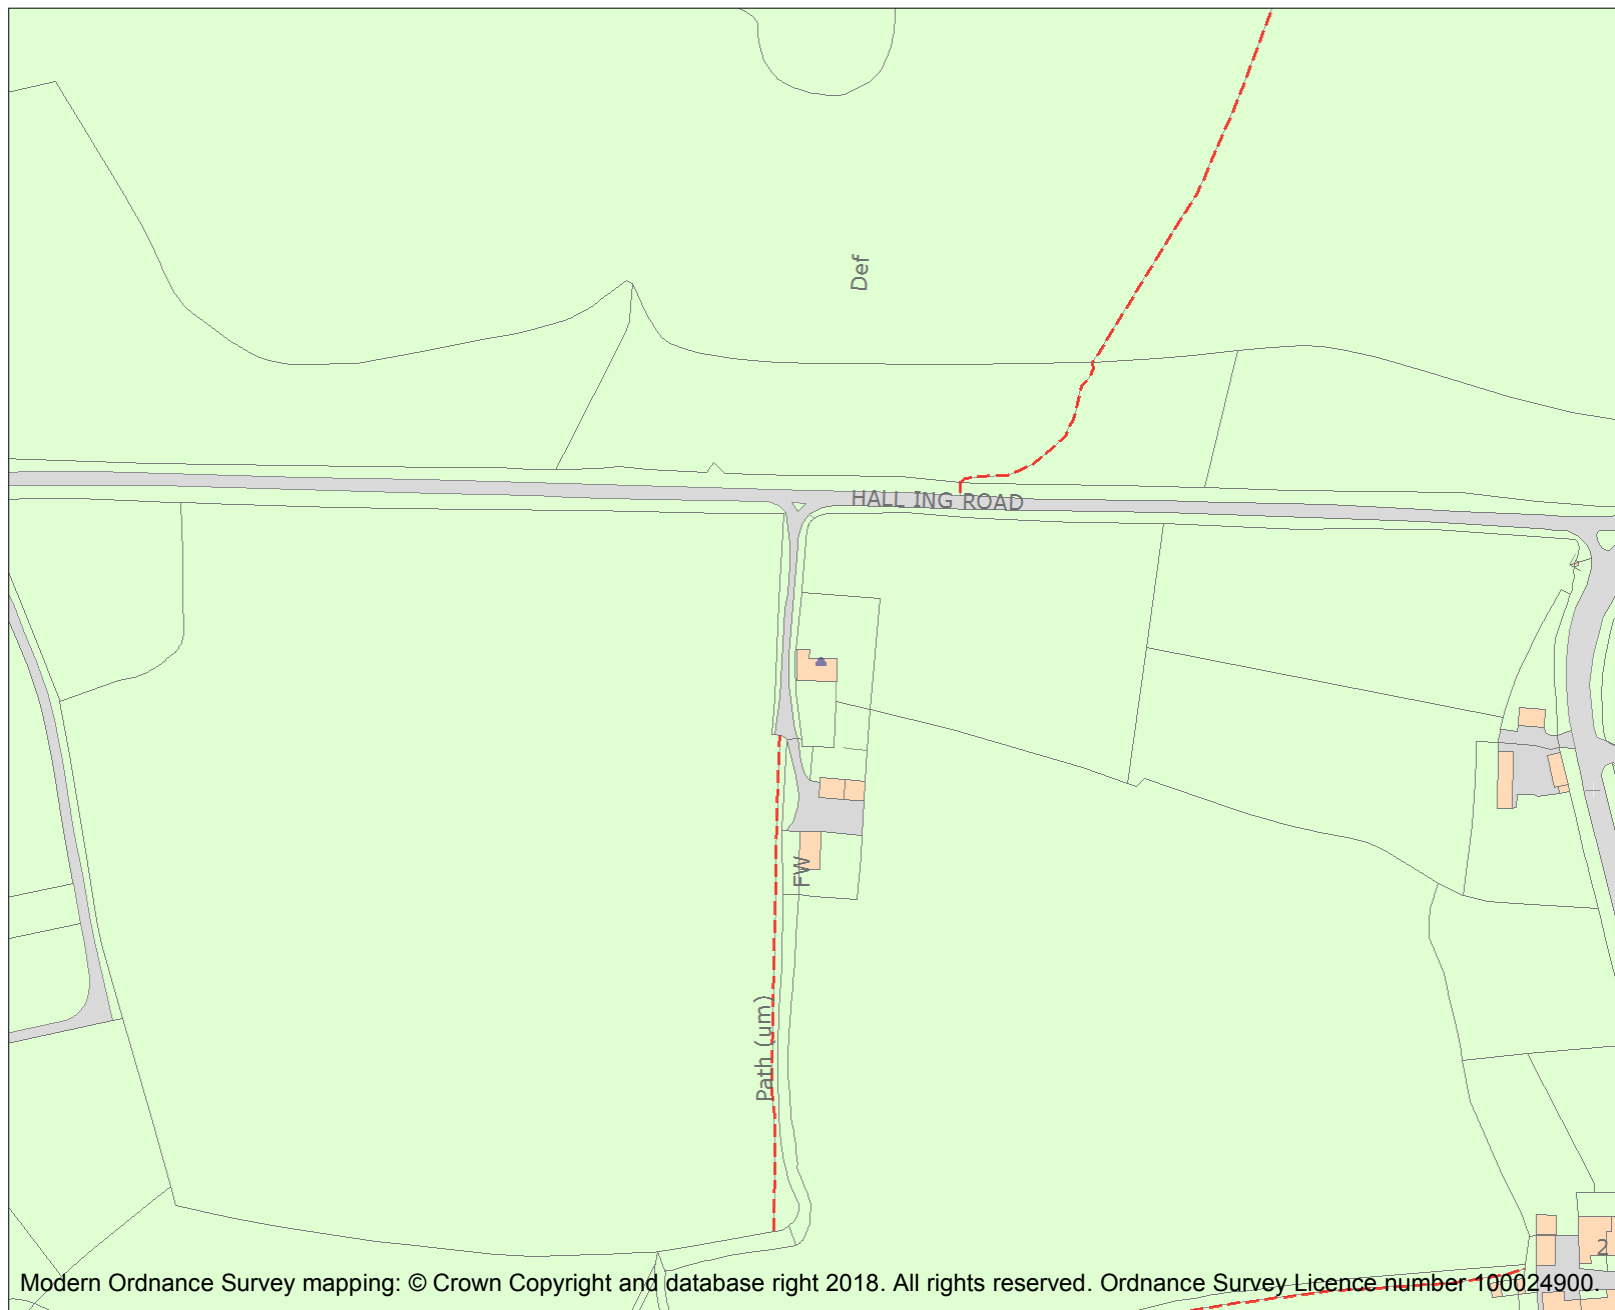 Def
HALL ING ROAD
FW
Path (um)
2
Modern Ordnance Survey mapping: © Crown Copyright and database right 2018. All rights reserved. Ordnance Survey Licence number 100024900.